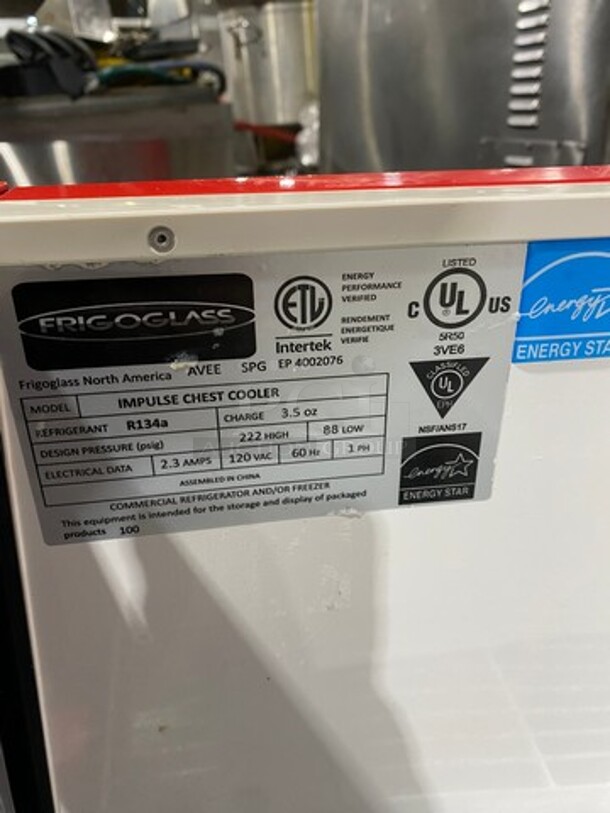 FRIGOGLASS
Frigoglass North America AVEE SPG EP 4002076
ETL
Intertek
ENERGY
PERFORMANCE
VERIFIED
RENDEMENT
ENERGETIQUE
VERIFIE
LISTED
C UL US
5R50
3VE6
CLASSIFIED
UL
EPH
NSF/ANSI7
energy
ENERGY STAR
energy
ENERGY STA
MODEL IMPULSE CHEST COOLER
REFRIGERANT R134a CHARGE 3.5 oz
DESIGN PRESSURE (psig) 222 HIGH 88 LOW
ELECTRICAL DATA 2.3 AMPS 120 VAC 60 Hz 1 PH
ASSEMBLED IN CHINA
COMMERCIAL REFRIGERATOR AND/OR FREEZER
This equipment is intended for the storage and display of packaged
products 100